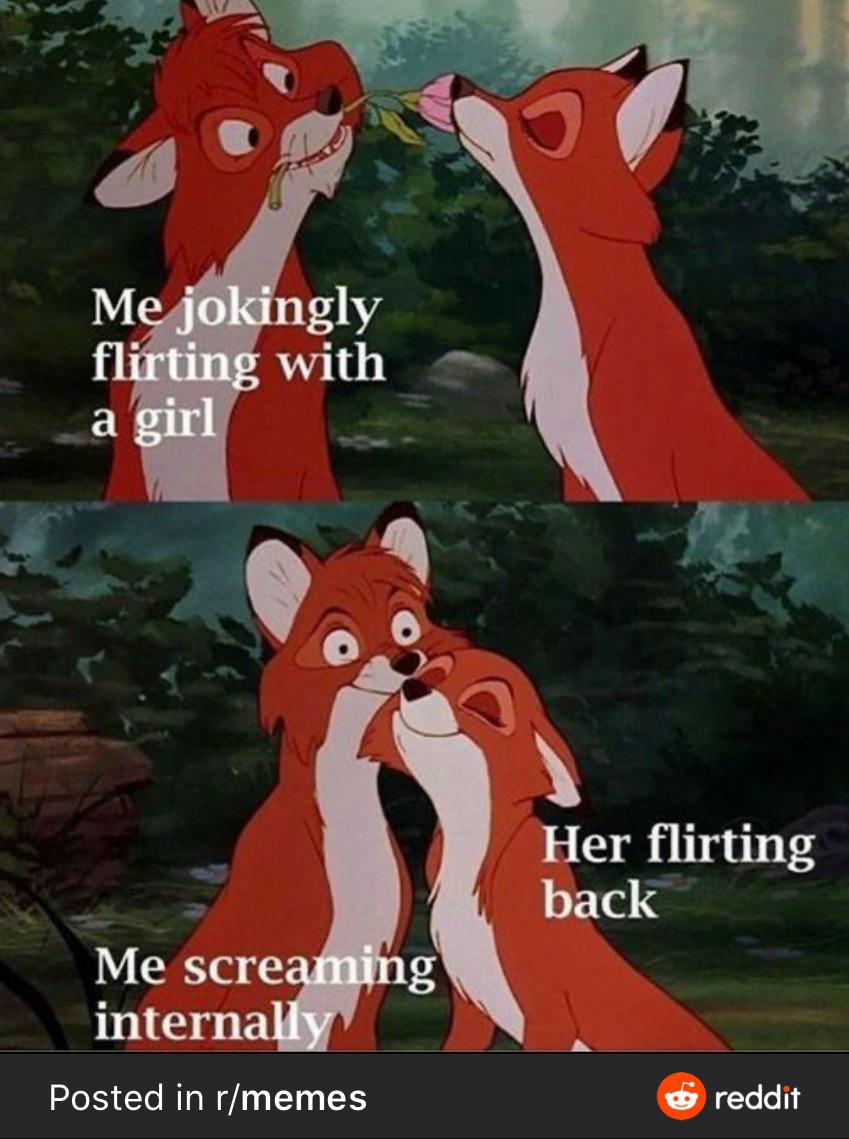 Me jokingly
flirting with
a girl
Her flirting
back
Me screaming
internally
Posted in r/memes
reddit